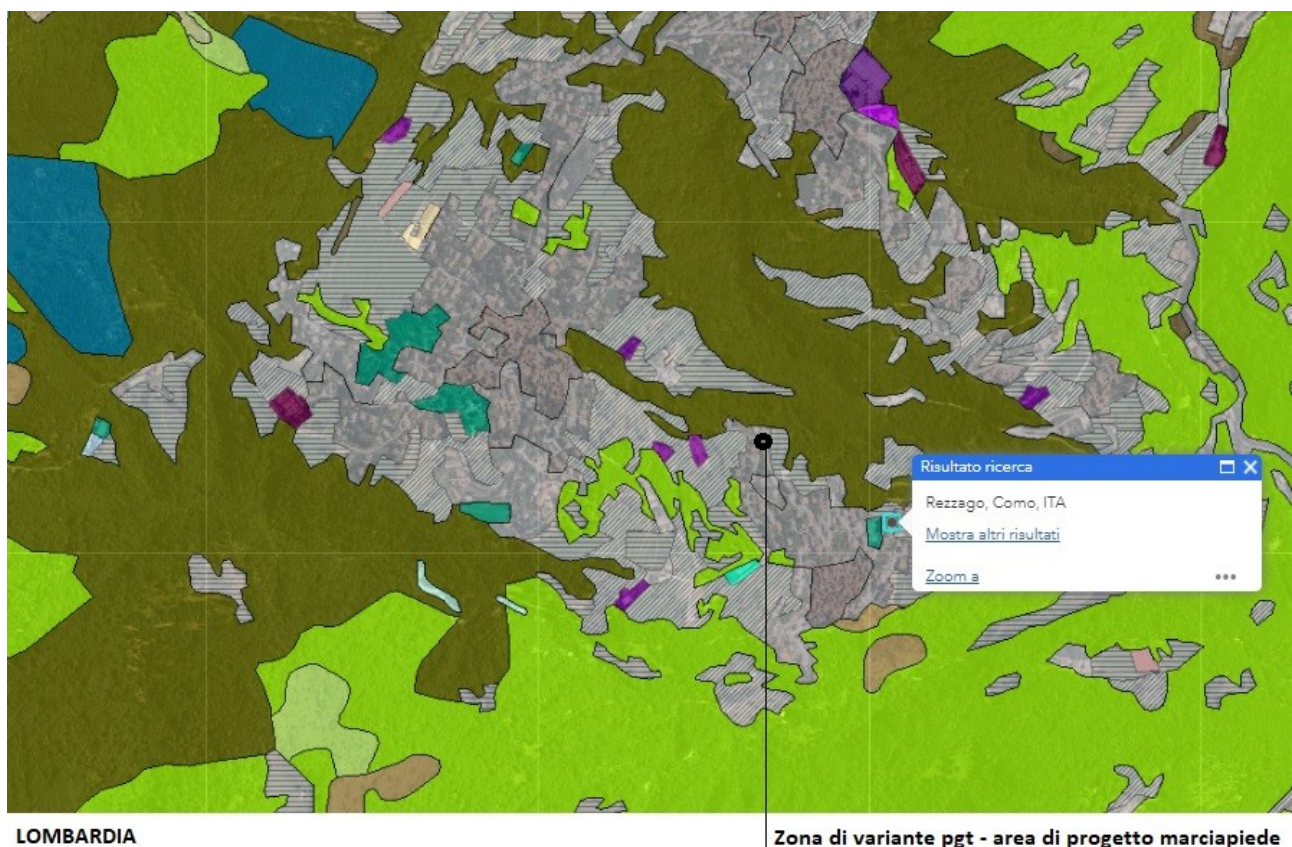 Risultato ricerca
Rezzago, Como, ITA
Mostra altri risultati
Zoom a
LOMBARDIA
Zona di variante pgt - area di progetto marciapiede